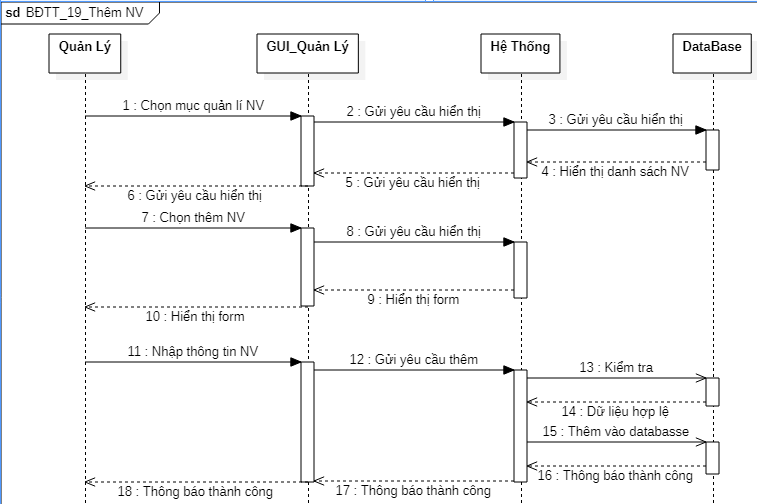 sd BĐTT_19_Thêm NV
Quản Lý
GUI_Quản Lý
Hệ Thống
DataBase
1 : Chọn mục quản lí NV
2 : Gửi yêu cầu hiển thị
3 : Gửi yêu cầu hiển thị
4 : Hiển thị danh sách NV
5 : Gửi yêu cầu hiển thị
6 : Gửi yêu cầu hiển thị
7 : Chọn thêm NV
8 : Gửi yêu cầu hiển thị
9 : Hiển thị form
10 : Hiển thị form
11 : Nhập thông tin NV
12 : Gửi yêu cầu thêm
13 : Kiểm tra
14 : Dữ liệu hợp lệ
15 : Thêm vào databasse
16 : Thông báo thành công
17 : Thông báo thành công
18 : Thông báo thành công